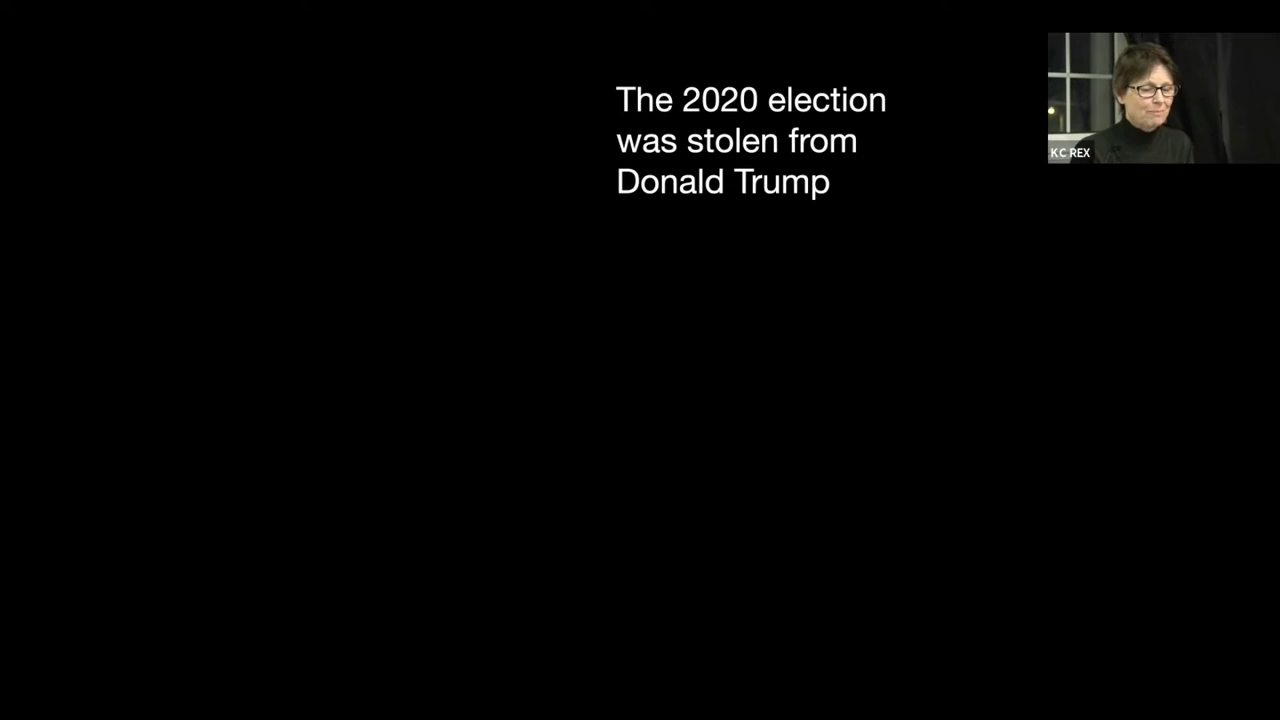 The 2020 election
was stolen from
Donald Trump
KC REX